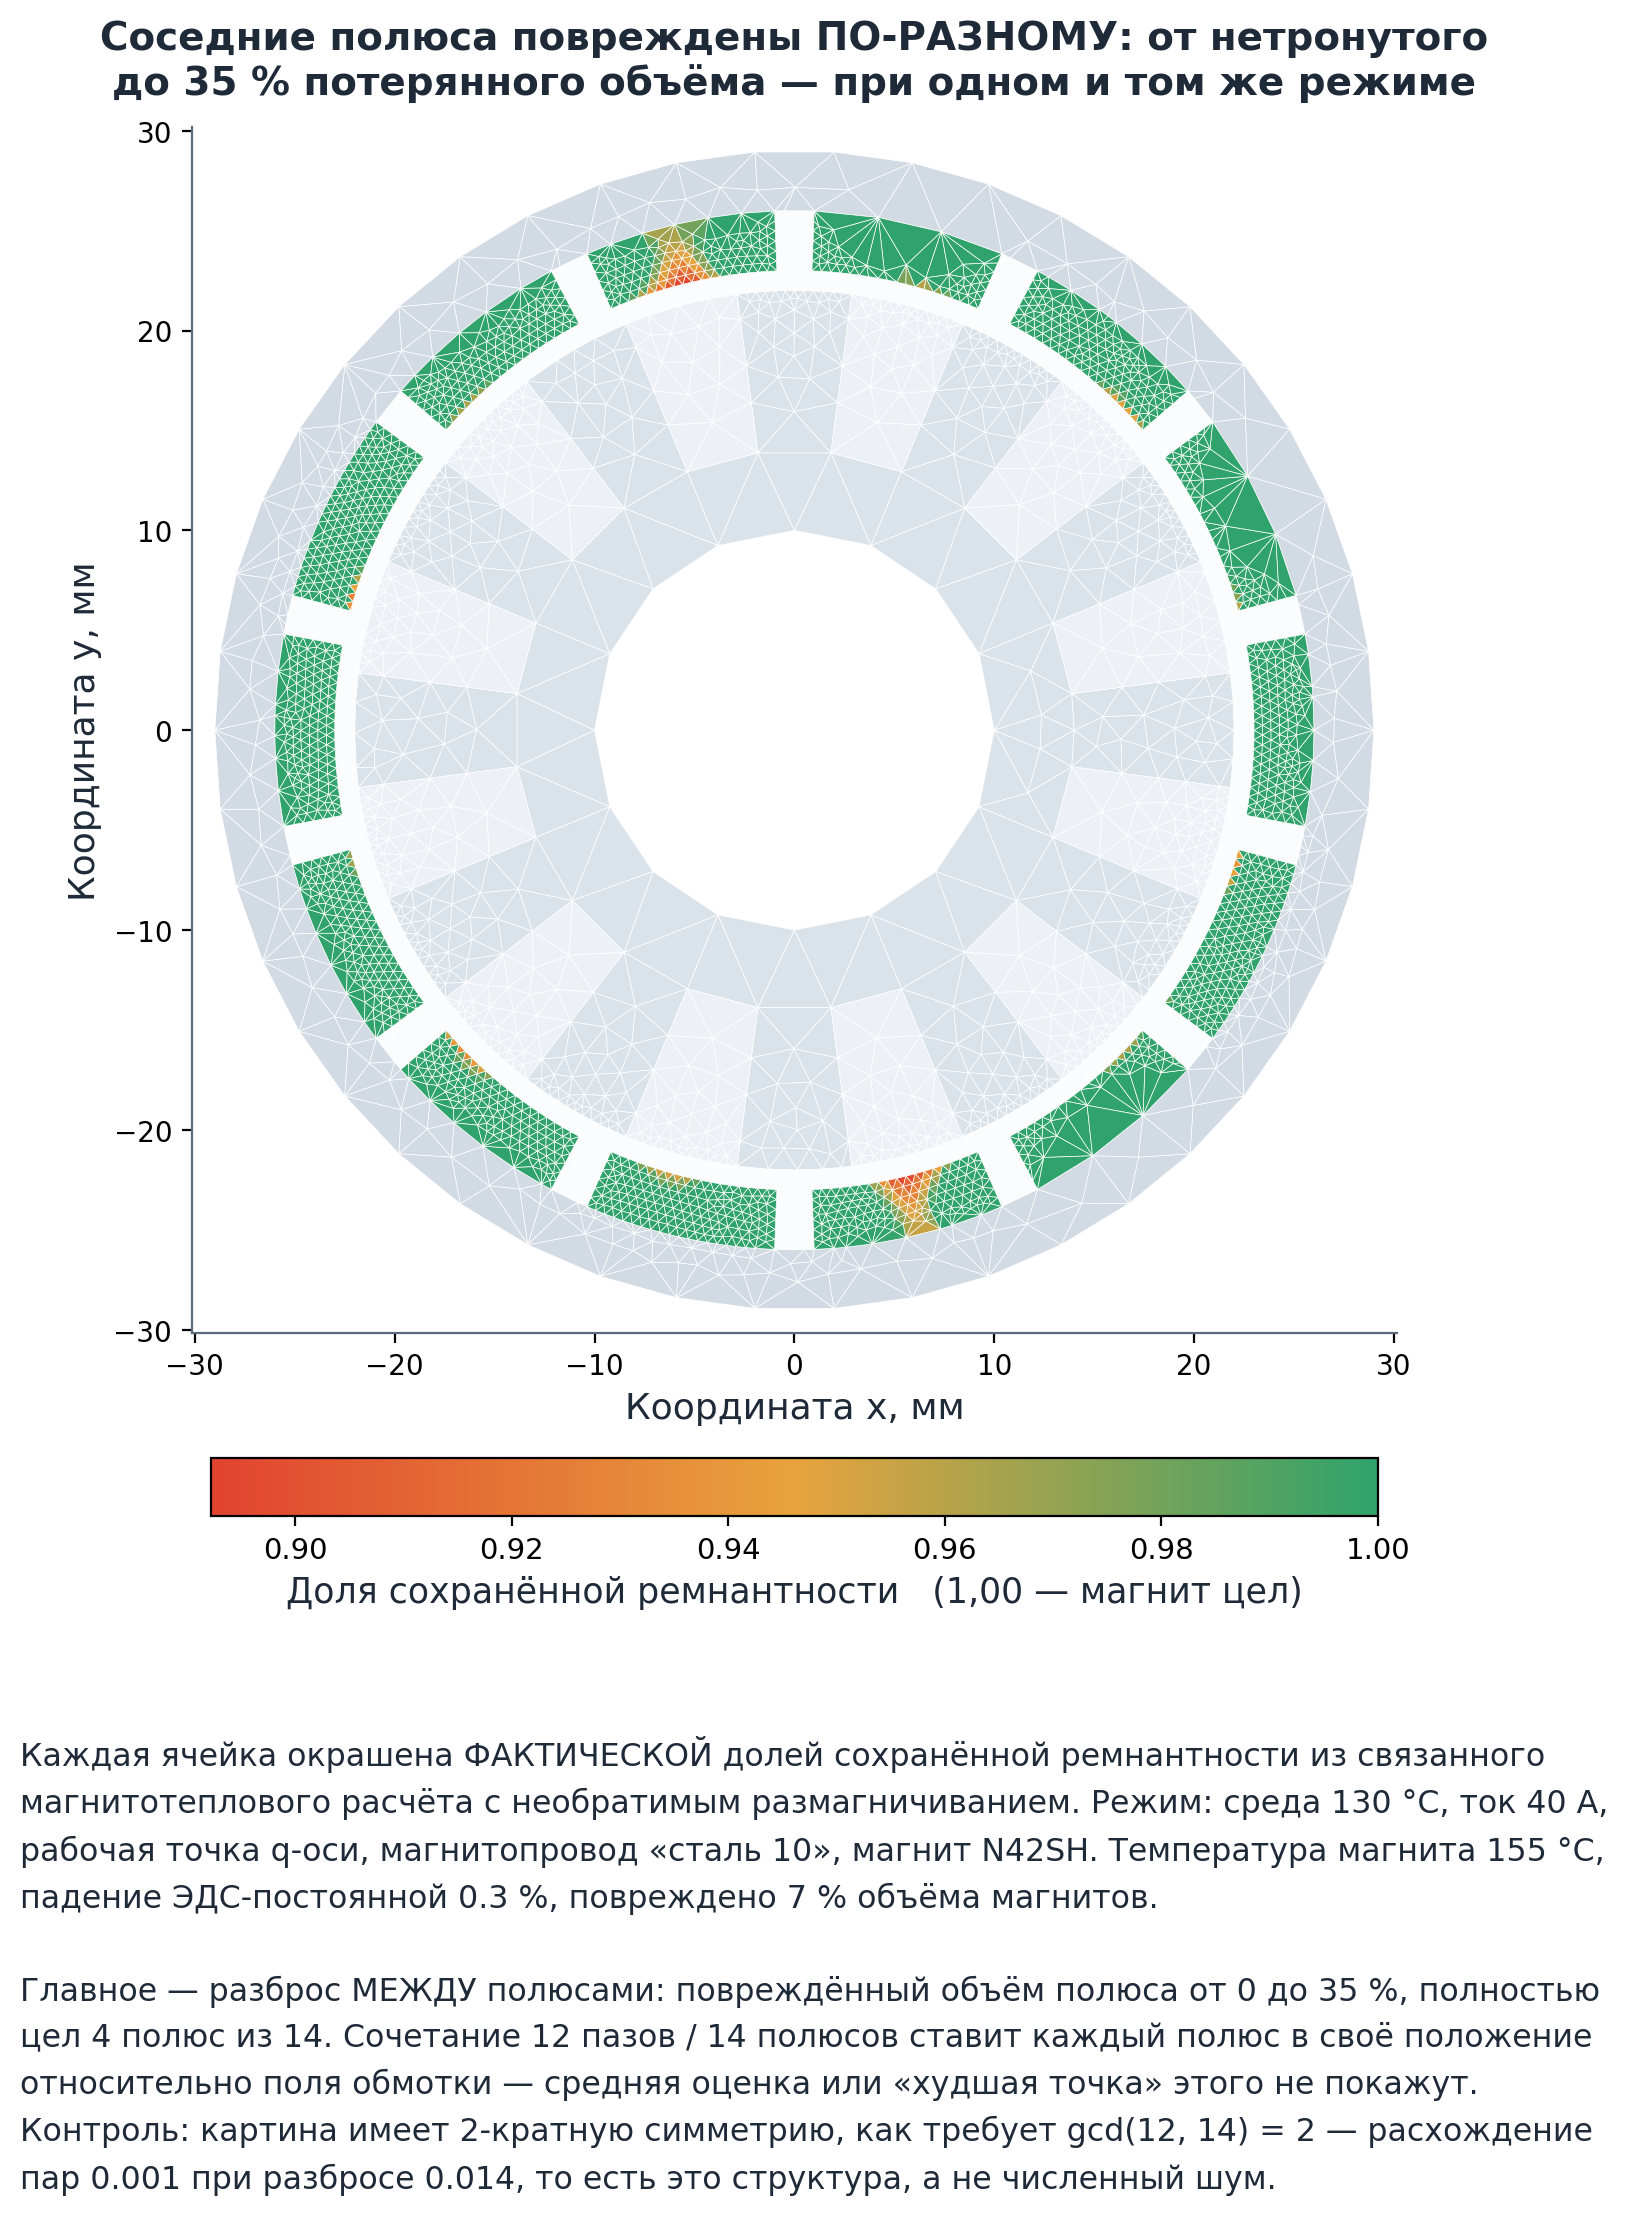 Соседние полюса повреждены ПО-РАЗНОМУ: от нетронутого
до 35 % потерянного объёма — при одном и том же режиме
30
20
10
0
−10
−20
−30
Координата y, мм
−30 −20 −10 0 10 20 30
Координата x, мм
0.90 0.92 0.94 0.96 0.98 1.00
Доля сохранённой ремнантности (1,00 — магнит цел)
Каждая ячейка окрашена ФАКТИЧЕСКОЙ долей сохранённой ремнантности из связанного
магнитотеплового расчёта с необратимым размагничиванием. Режим: среда 130 °C, ток 40 А,
рабочая точка q-оси, магнитопровод «сталь 10», магнит N42SH. Температура магнита 155 °C,
падение ЭДС-постоянной 0.3 %, повреждено 7 % объёма магнитов.
Главное — разброс МЕЖДУ полюсами: повреждённый объём полюса от 0 до 35 %, полностью
цел 4 полюс из 14. Сочетание 12 пазов / 14 полюсов ставит каждый полюс в своё положение
относительно поля обмотки — средняя оценка или «худшая точка» этого не покажут.
Контроль: картина имеет 2-кратную симметрию, как требует gcd(12, 14) = 2 — расхождение
пар 0.001 при разбросе 0.014, то есть это структура, а не численный шум.